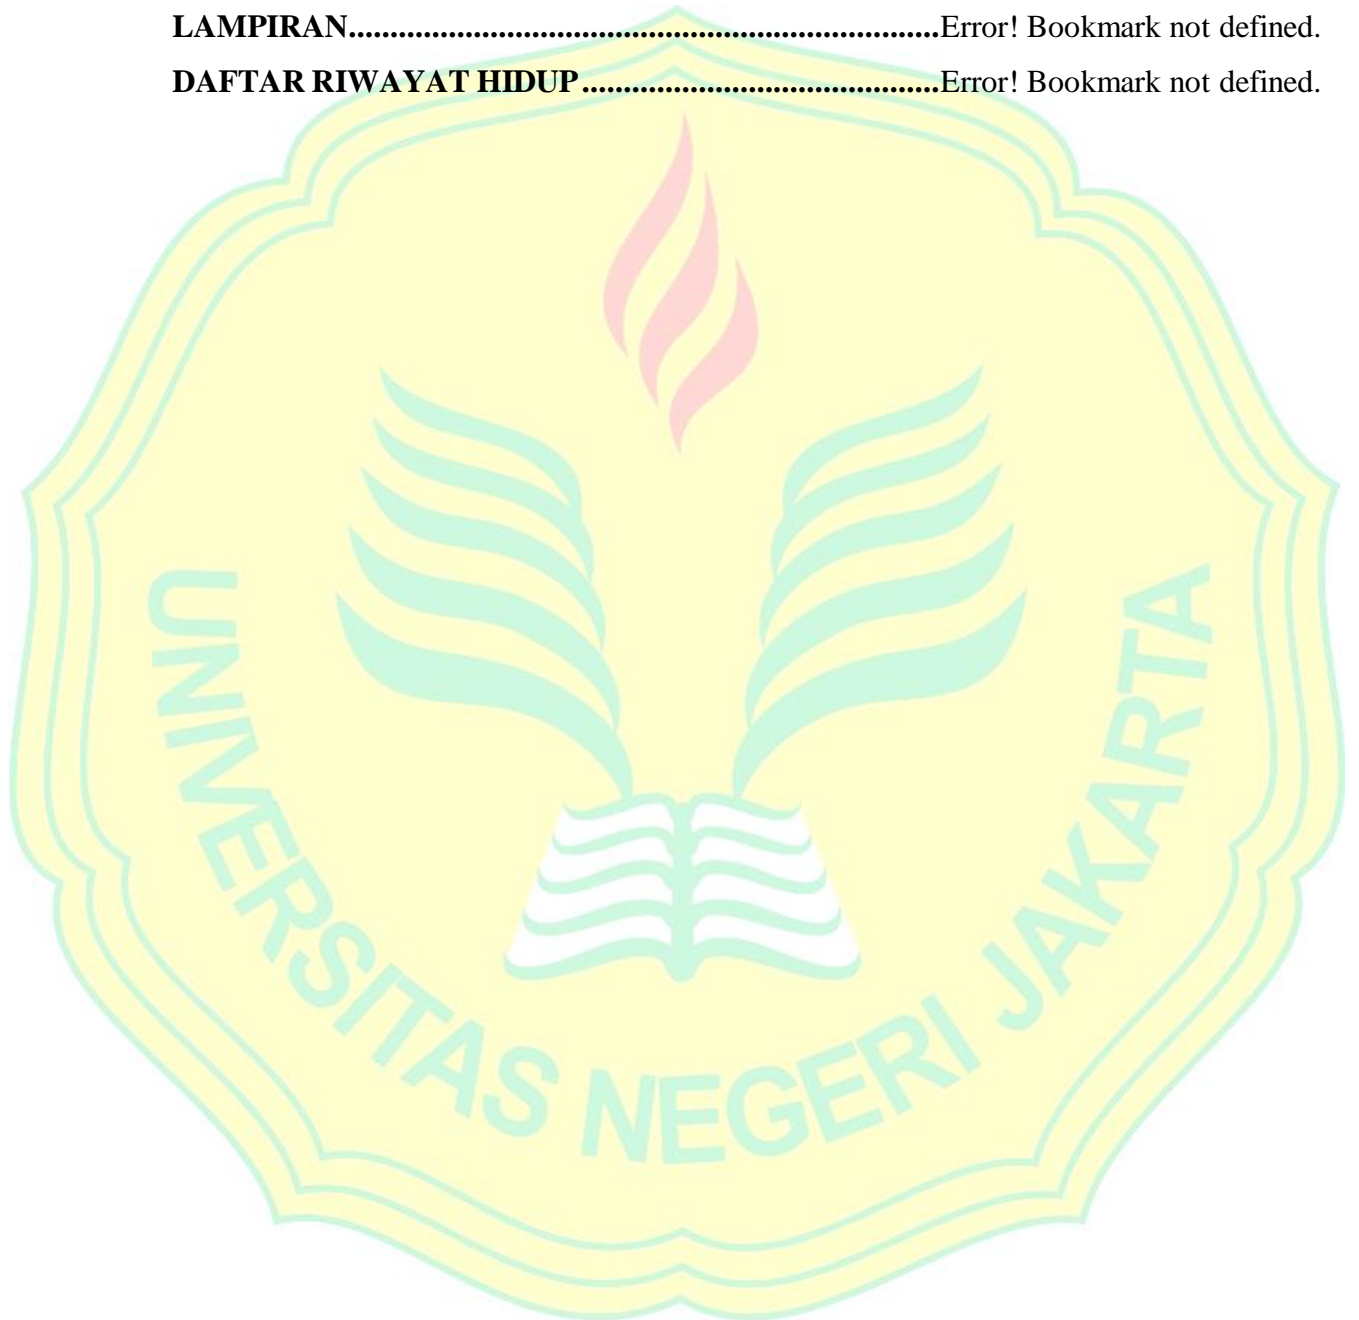 LAMPIRAN.......................................................................Error! Bookmark not defined.
DAFTAR RIWAYAT HIDUP...........................................Error! Bookmark not defined.
UNIVERSITAS NEGERI JAKARTA